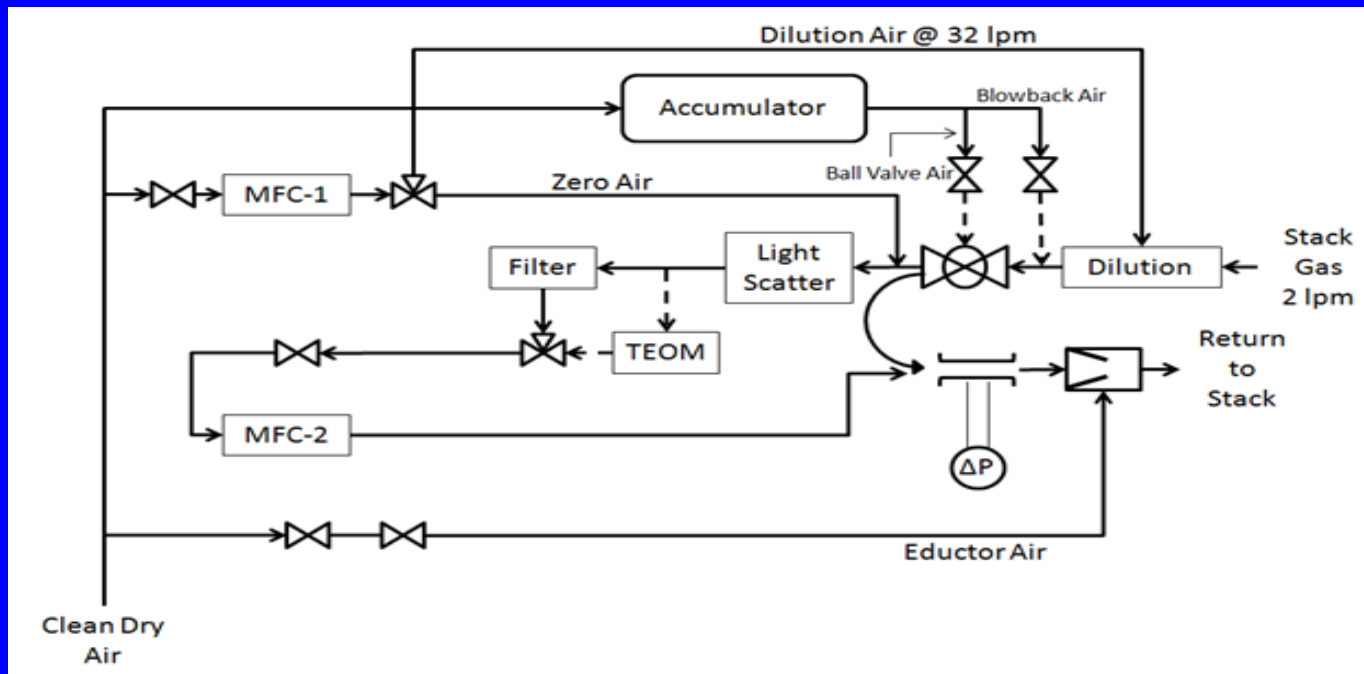 Dilution Air @ 32 lpm
Accumulator
Blowback Air
Ball Valve Air
MFC-1
Zero Air
Light
Scatter
Filter
Dilution
Stack
Gas
2 lpm
TEOM
Return
to
Stack
MFC-2
ΔP
Eductor Air
Clean Dry
Air